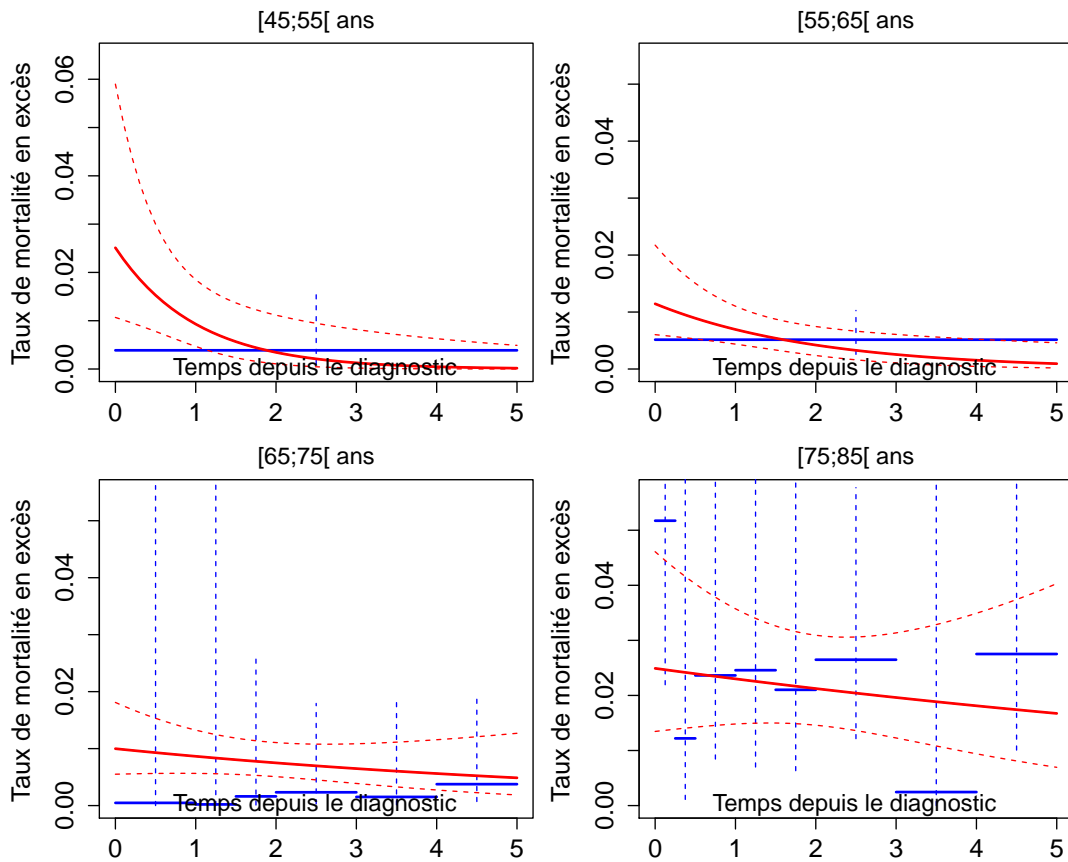 [45;55[ ans
Taux de mortalité en excès
0.00 0.02 0.04 0.06
Temps depuis le diagnostic
0 1 2 3 4 5
[55;65[ ans
Taux de mortalité en excès
0.00 0.02 0.04
Temps depuis le diagnostic
0 1 2 3 4 5
[65;75[ ans
Taux de mortalité en excès
0.00 0.02 0.04
Temps depuis le diagnostic
0 1 2 3 4 5
[75;85[ ans
Taux de mortalité en excès
0.00 0.02 0.04
Temps depuis le diagnostic
0 1 2 3 4 5